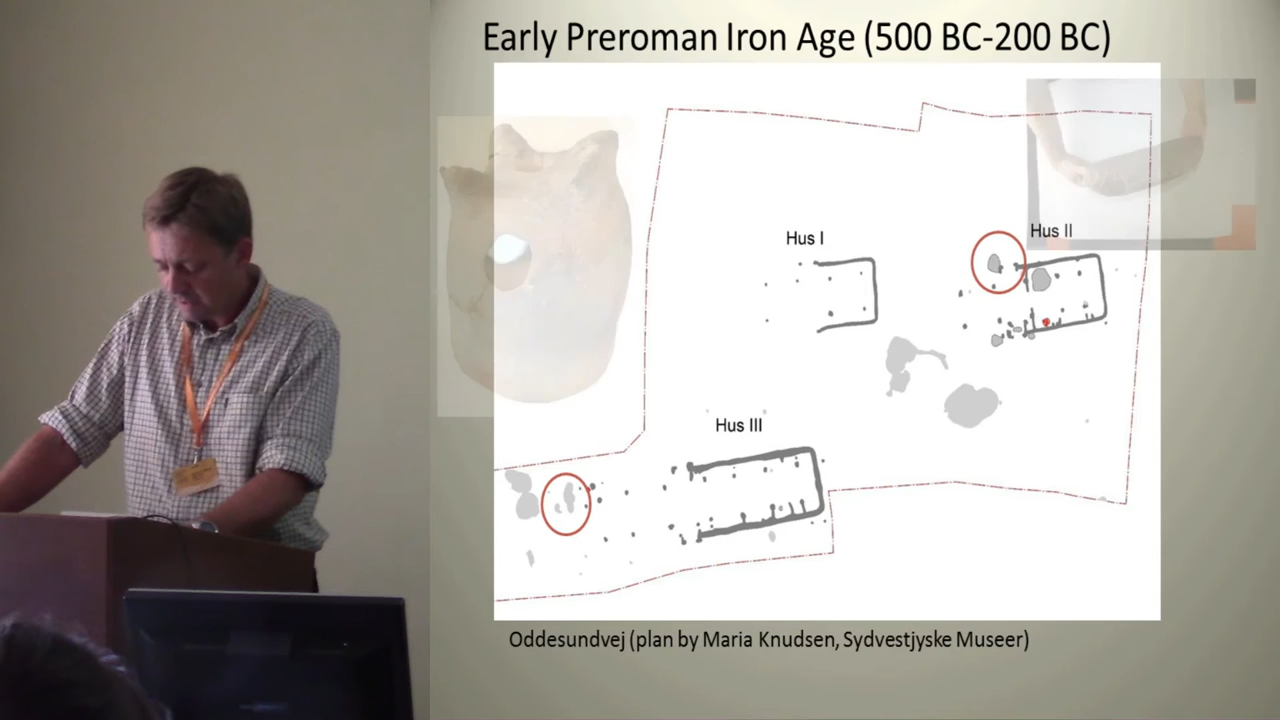 Early Preroman Iron Age (500 BC-200 BC)
Hus I
Hus II
Hus III
Oddesundvej (plan by Maria Knudsen, Sydvestjyske Museer)